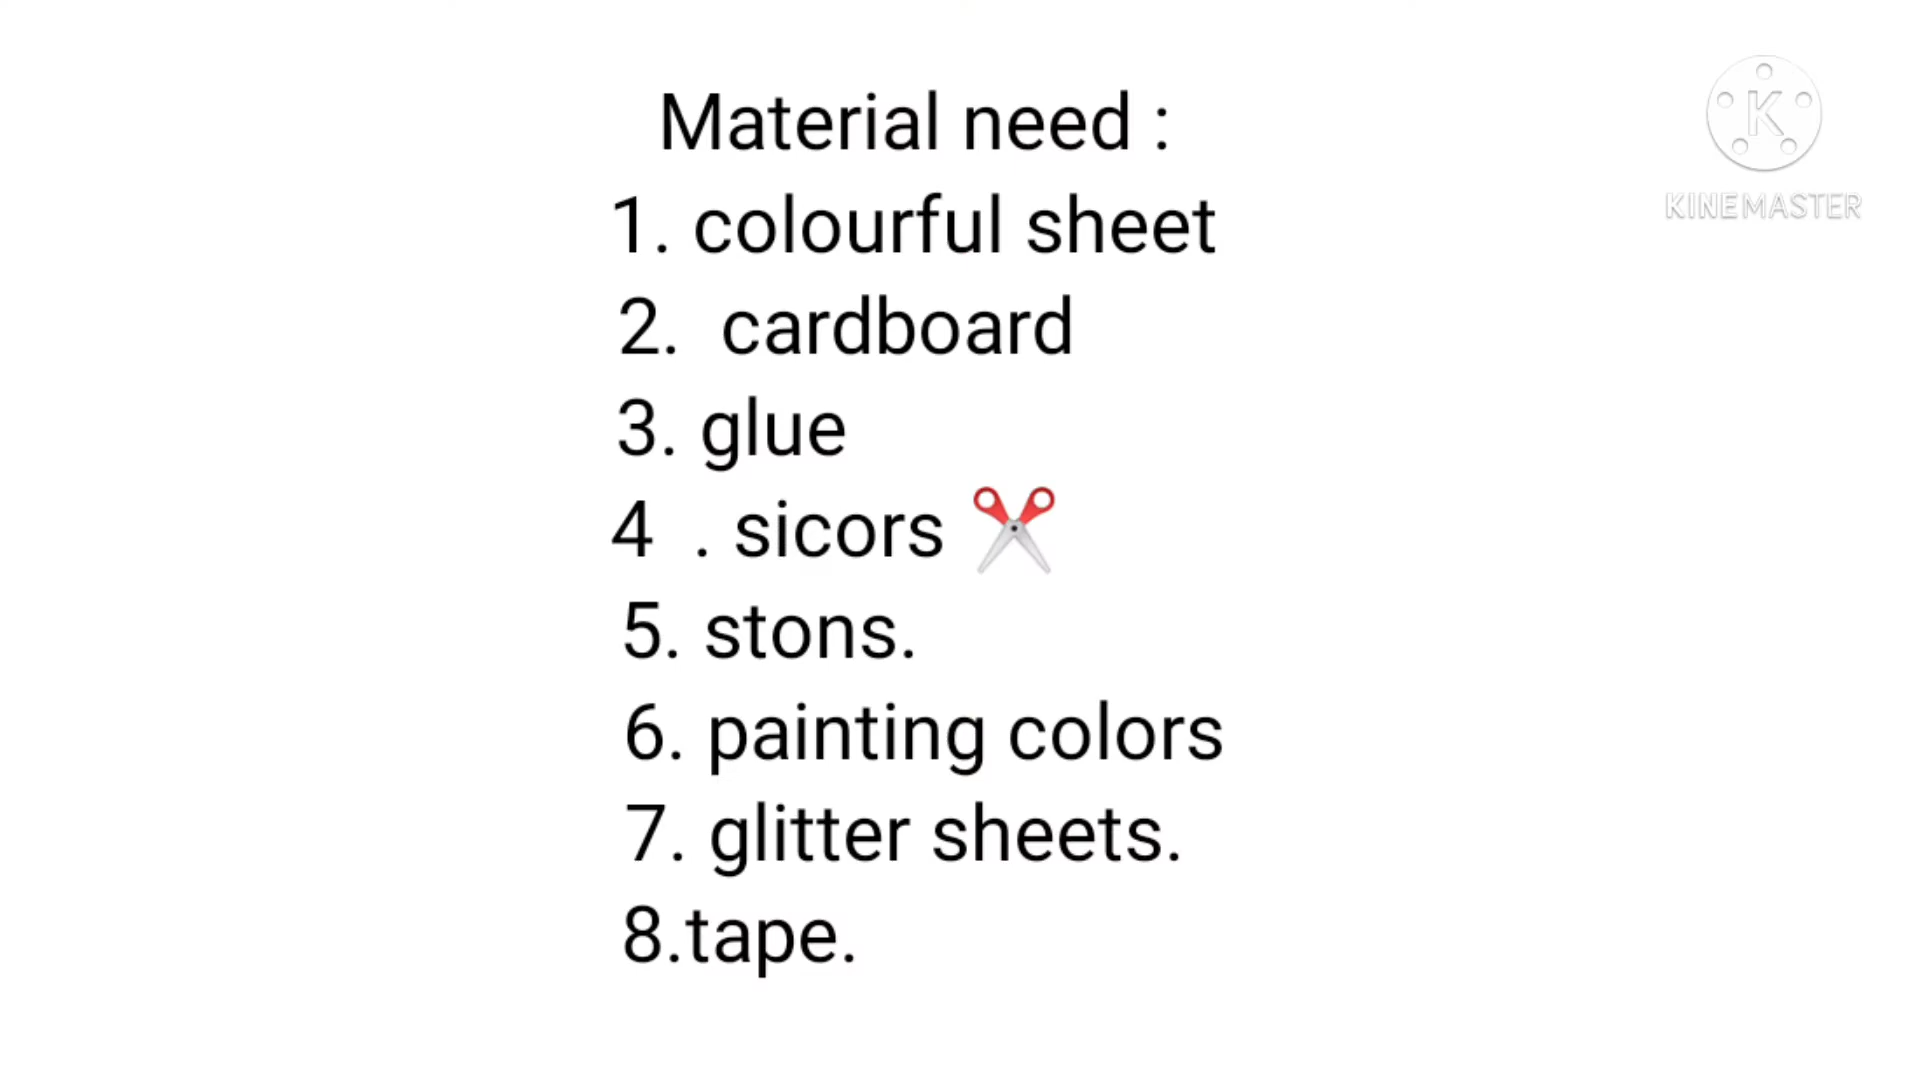 Material need :
1. colourful sheet
2. cardboard
3. glue
4 . sicors ✂️
5. stons.
6. painting colors
7. glitter sheets.
8.tape.
K
KINEMASTER